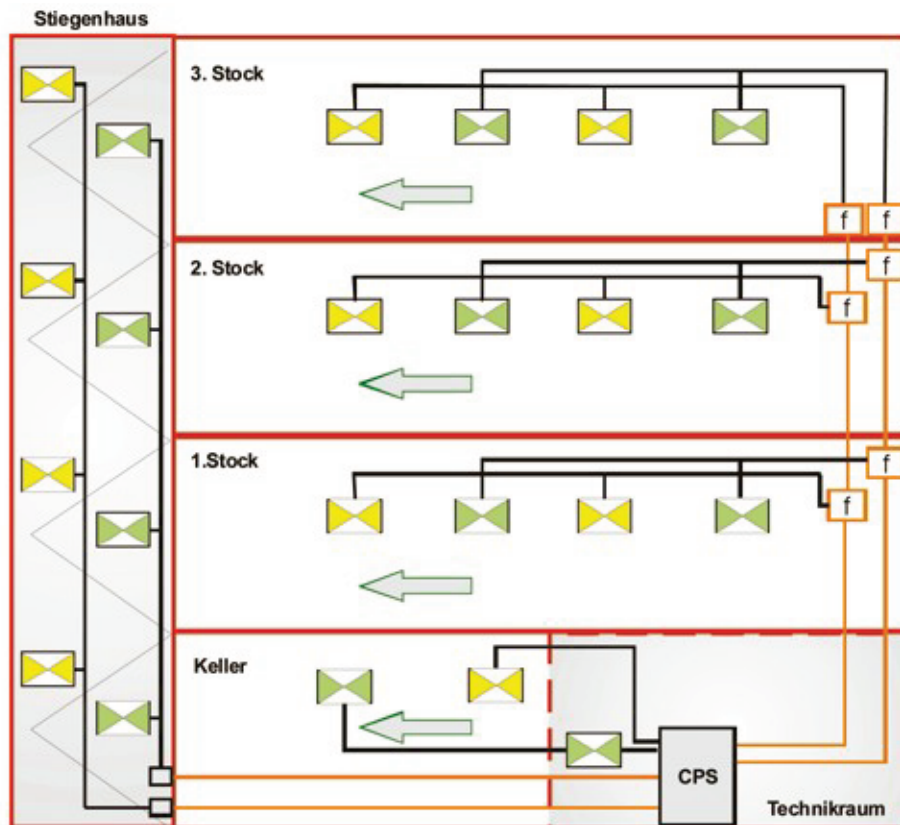 Stiegenhaus
3. Stock
f f
2. Stock
f
f
1.Stock
f
f
Keller
CPS
Technikraum